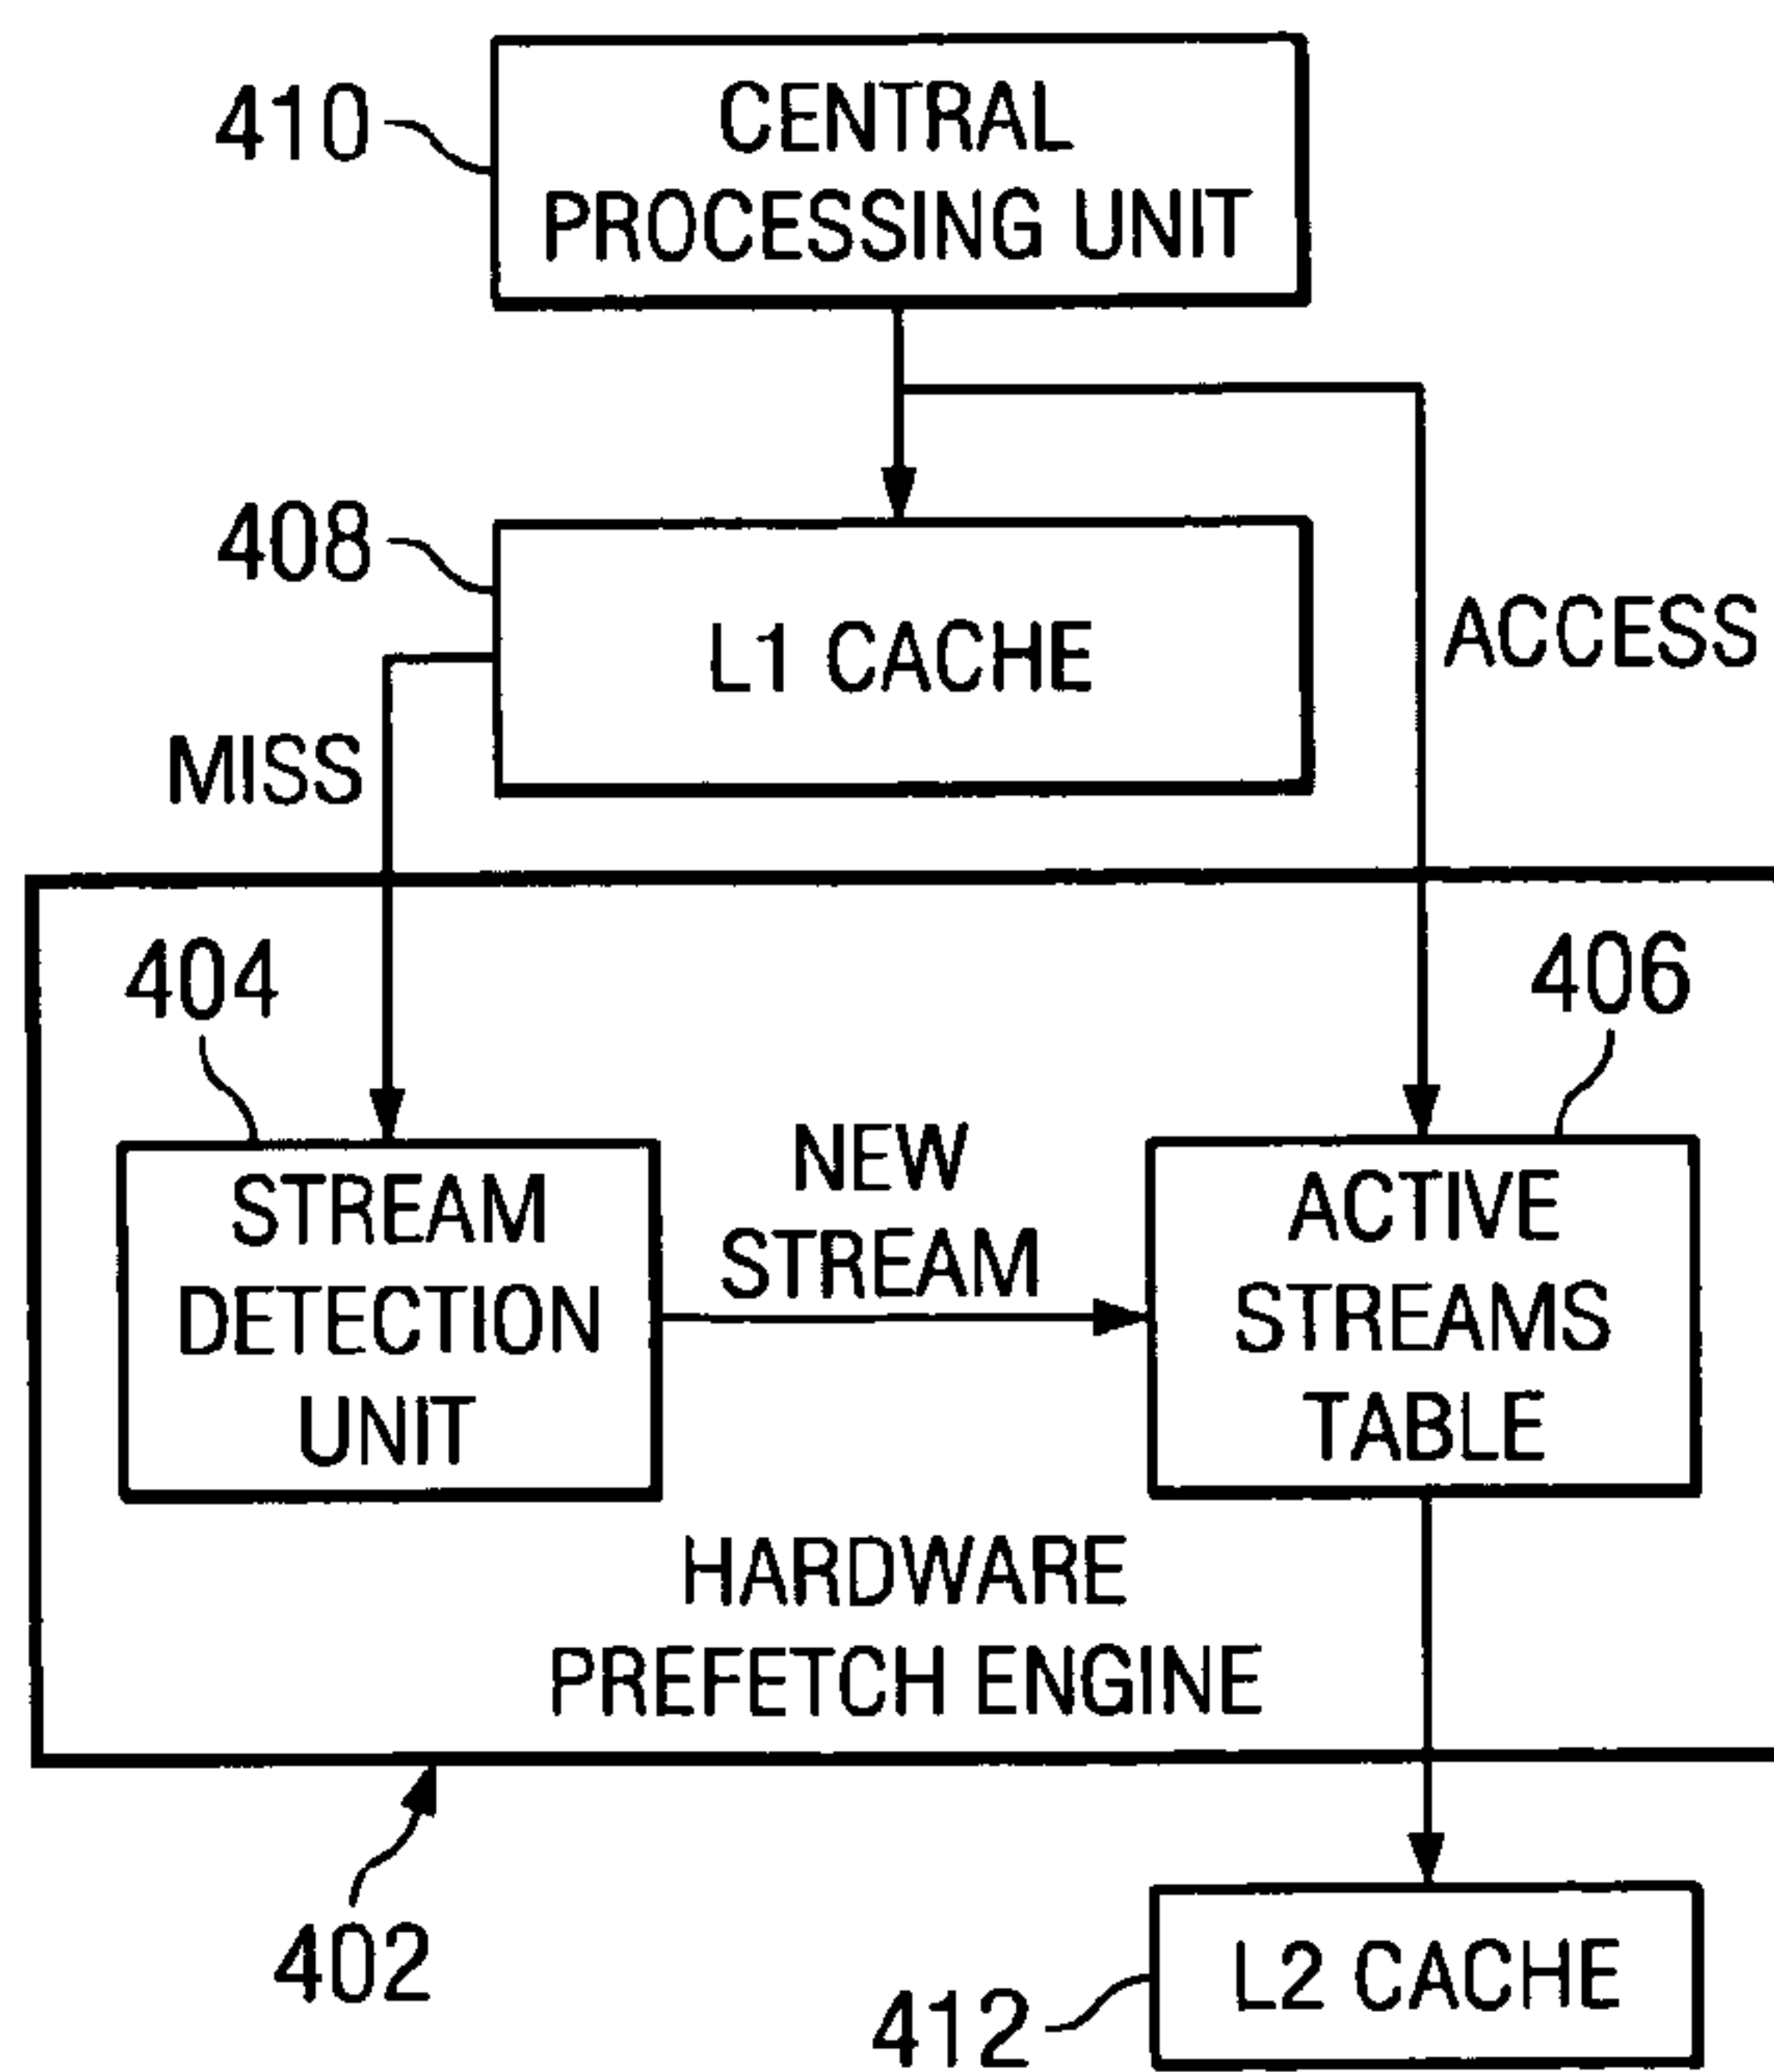 410
CENTRAL
PROCESSING UNIT
408
L1 CACHE
ACCESS
MISS
404
406
STREAM
DETECTION
UNIT
NEW
STREAM
ACTIVE
STREAMS
TABLE
HARDWARE
PREFETCH ENGINE
402
412
L2 CACHE